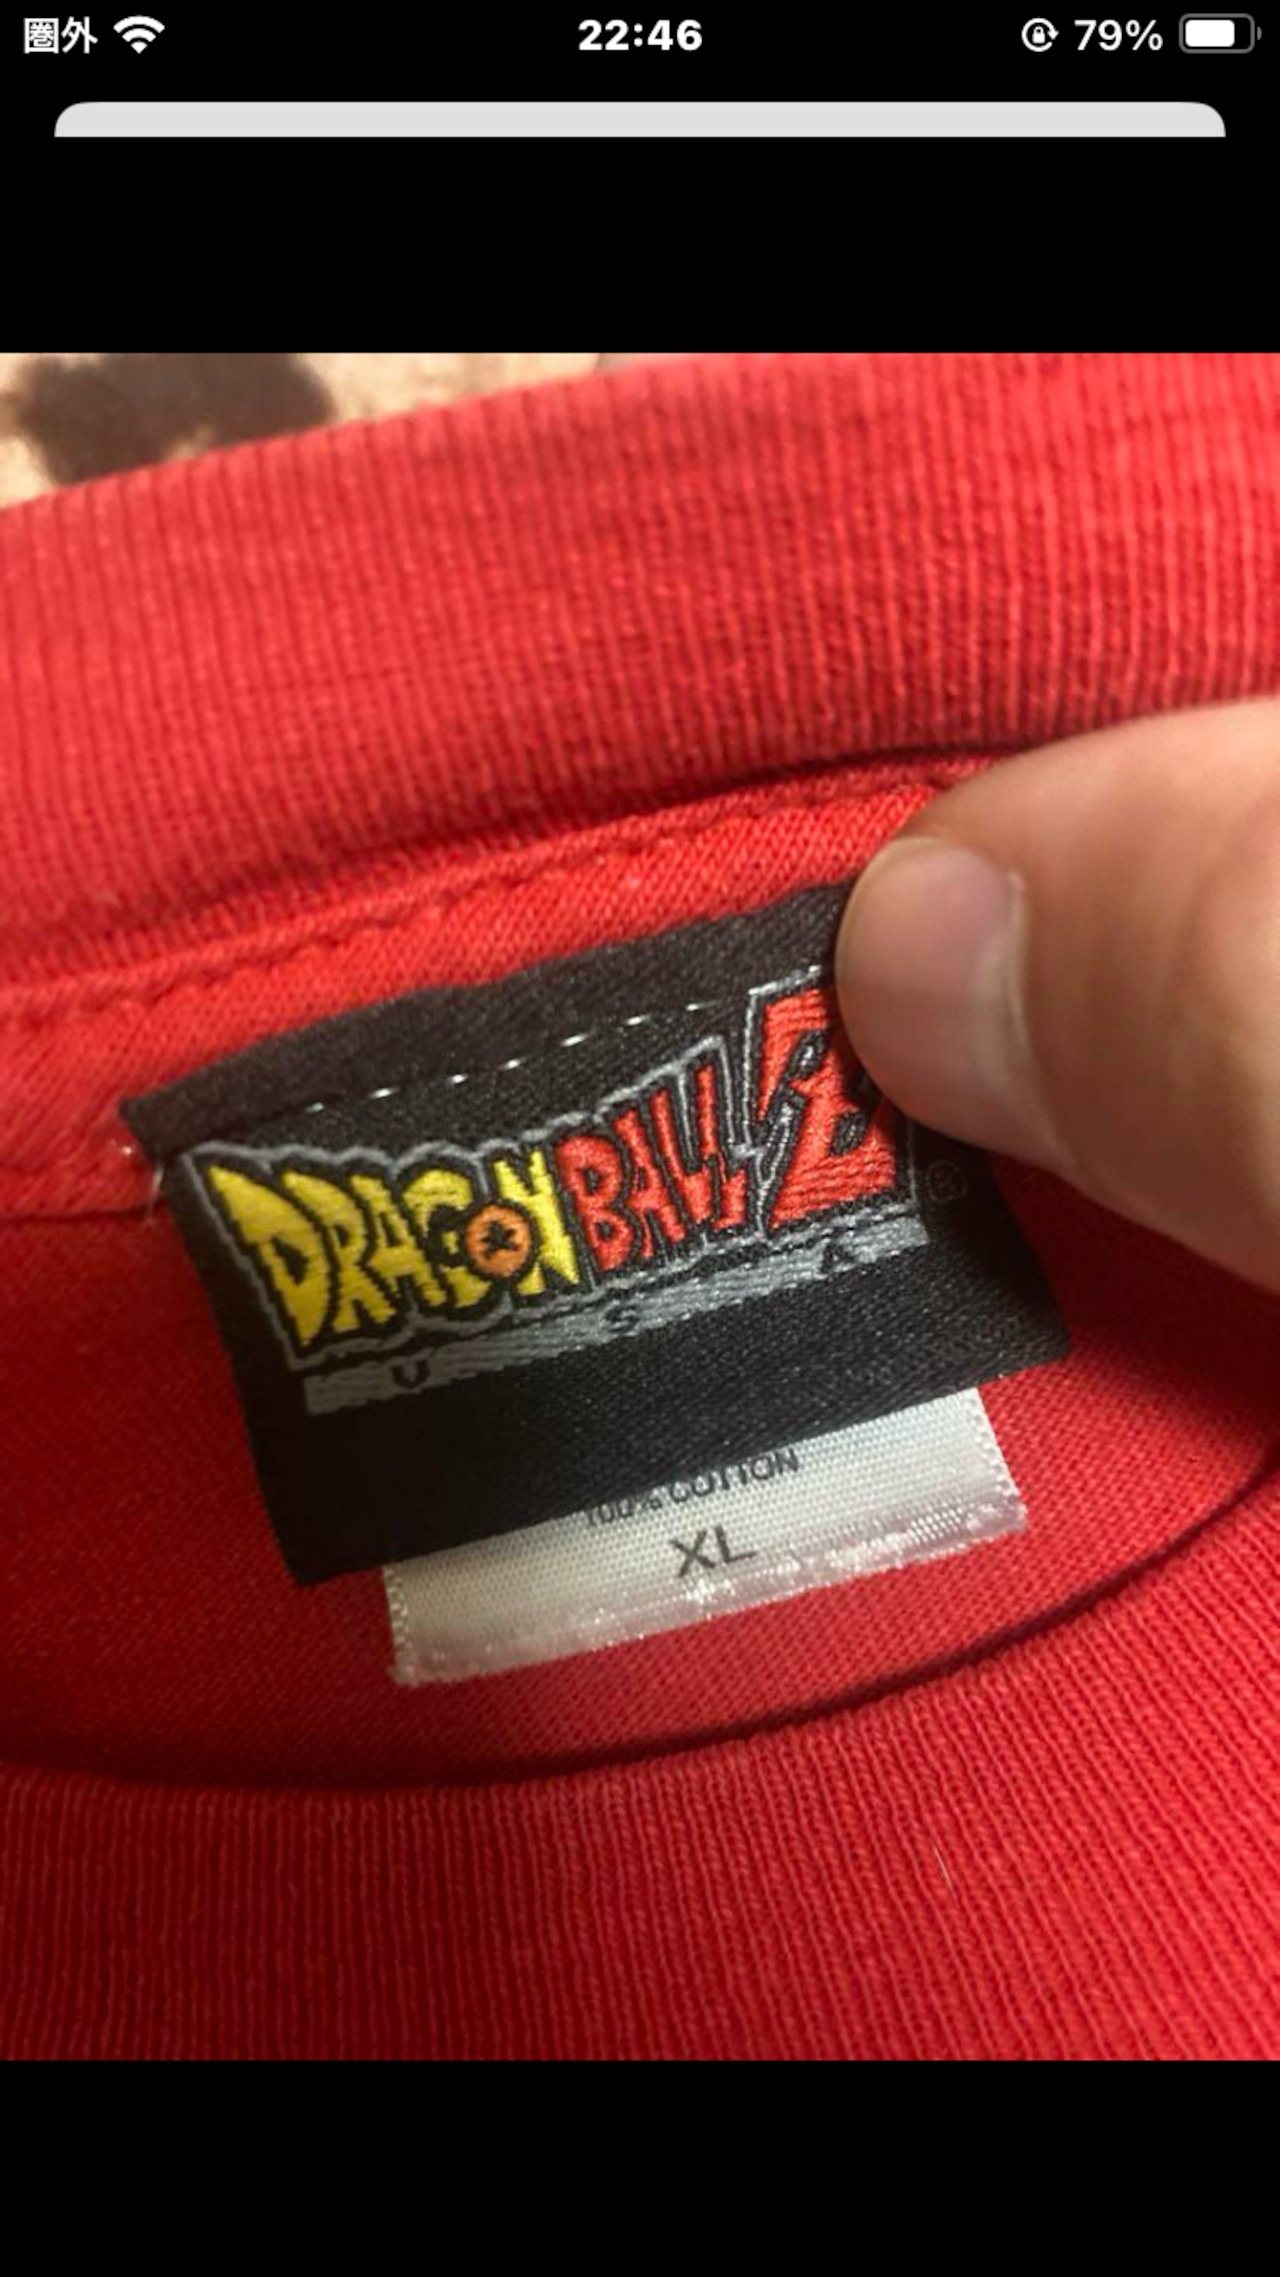 圏外 22:46 79%
DRAGON BALL Z ®
U S A
100% COTTON
XL